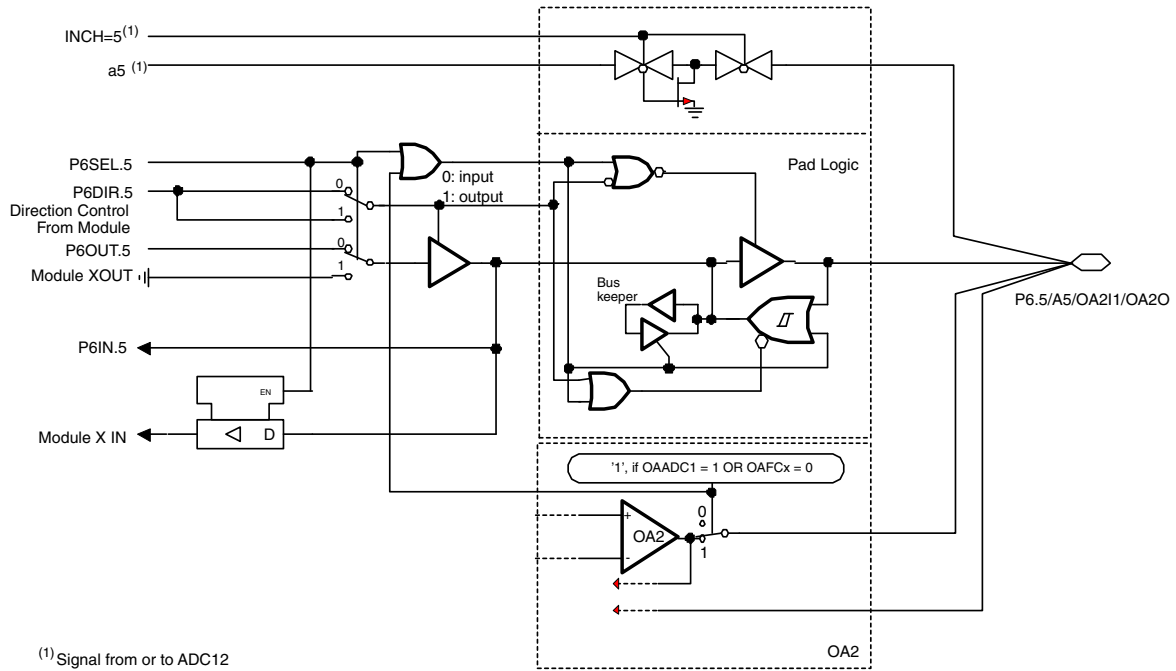 INCH=5(1)
a5 (1)
P6SEL.5
P6DIR.5
Direction Control
From Module
P6OUT.5
Module XOUT
P6IN.5
Module X IN
0
1
0
1
EN
D
0: input
1: output
Pad Logic
Bus
keeper
P6.5/A5/OA2I1/OA2O
'1', if OAADC1 = 1 OR OAFCx = 0
+
-
OA2
0
1
OA2
(1) Signal from or to ADC12